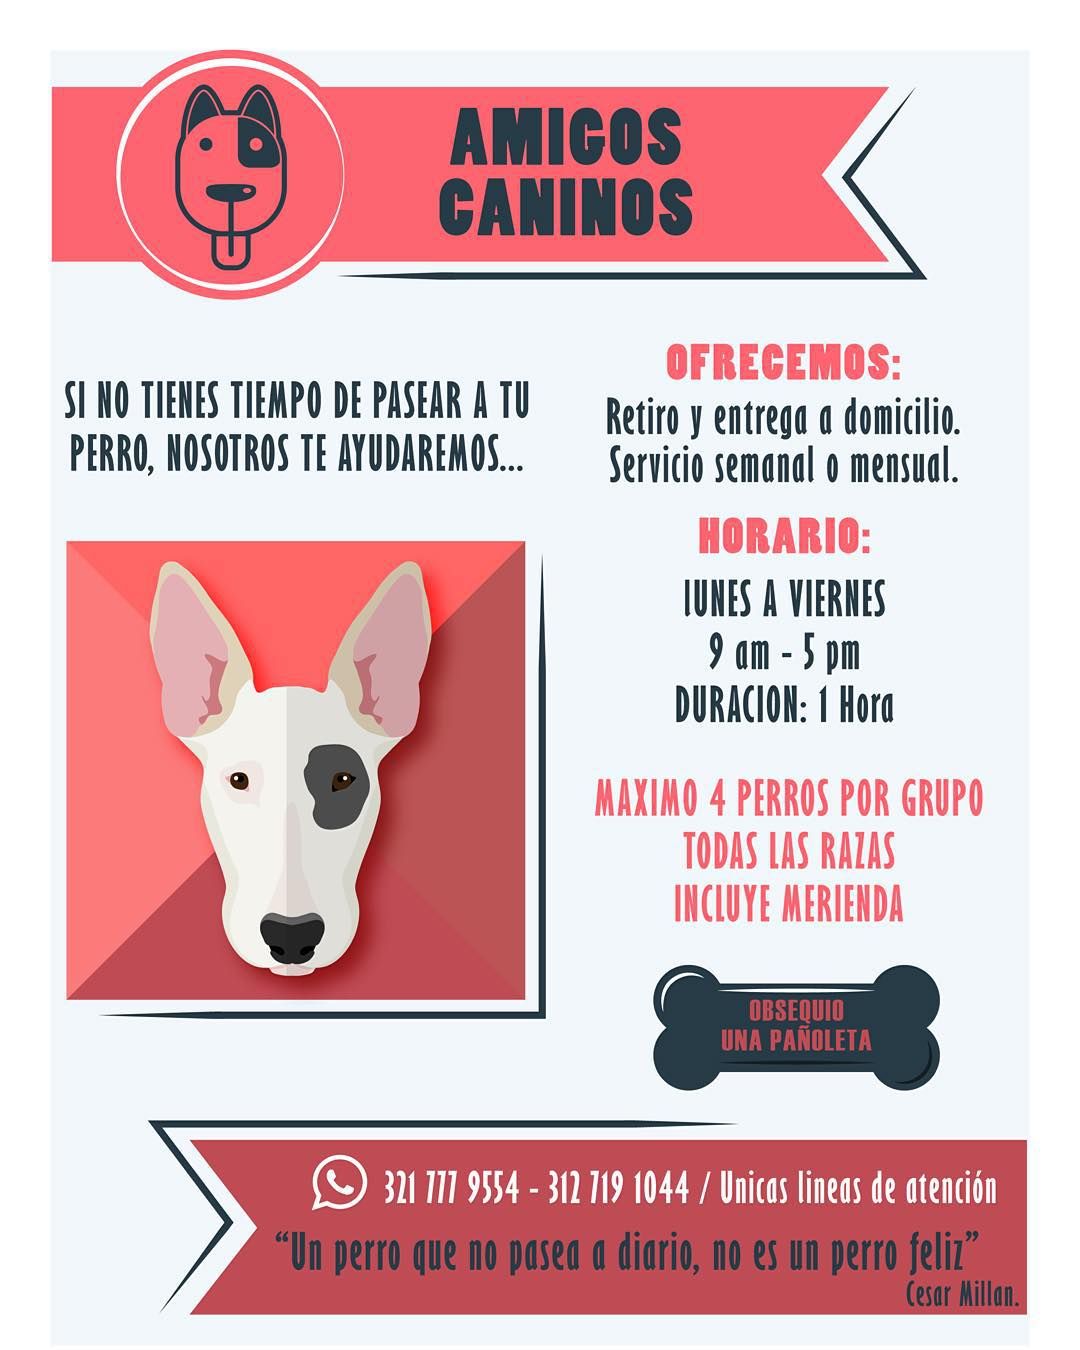 AMIGOS
CANINOS
SI NO TIENES TIEMPO DE PASEAR A TU
PERRO, NOSOTROS TE AYUDAREMOS...
OFRECEMOS:
Retiro y entrega a domicilio.
Servicio semanal o mensual.
HORARIO:
lUNES A VIERNES
9 am - 5 pm
DURACION: 1 Hora
MAXIMO 4 PERROS POR GRUPO
TODAS LAS RAZAS
INCLUYE MERIENDA
OBSEQUIO
UNA PAÑOLETA
321 777 9554 - 312 719 1044 / Unicas lineas de atención
“Un perro que no pasea a diario, no es un perro feliz”
Cesar Millan.